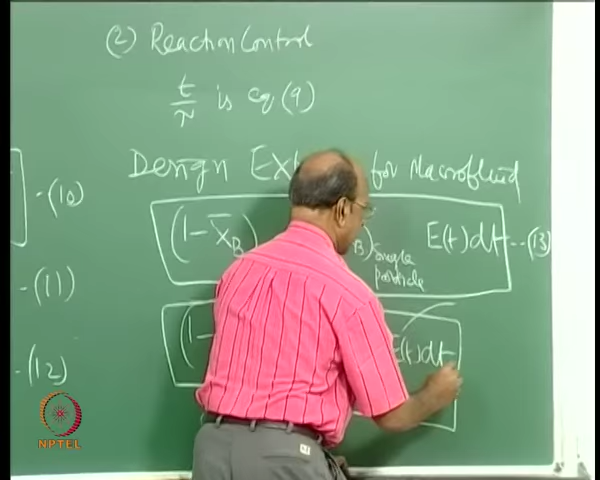 (2) Reaction Control
t/τ is eq (9)
Design for Macrofluid
-(10)
(1-X̄_B) B)single particle E(t)dt --(13)
-(11)
(1- E(t)dt
-(12)
NPTEL